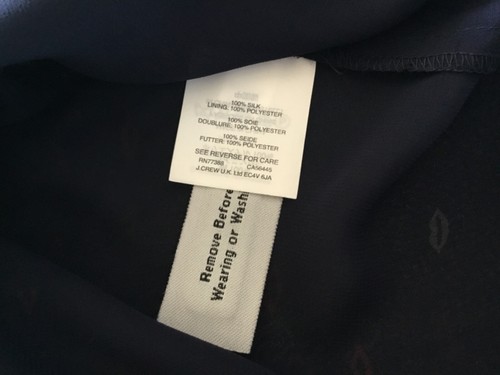 100% SILK
LINING: 100% POLYESTER
100% SOIE
DOUBLURE: 100% POLYESTER
100% SEIDE
FUTTER: 100% POLYESTER
SEE REVERSE FOR CARE
RN77388 CA56445
J.CREW U.K. Ltd EC4V 6JA
Remove Before
Wearing or Washi